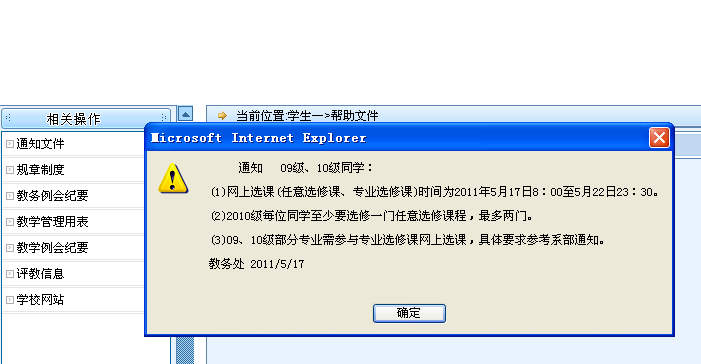 相关操作
当前位置:学生—>帮助文件
通知文件
规章制度
教务例会纪要
教学管理用表
教学例会纪要
评教信息
学校网站
Microsoft Internet Explorer
通知 09级、10级同学：
(1)网上选课(任意选修课、专业选修课)时间为2011年5月17日8：00至5月22日23：30。
(2)2010级每位同学至少要选修一门任意选修课程，最多两门。
(3)09、10级部分专业需参与专业选修课网上选课，具体要求参考系部通知。
教务处 2011/5/17
确定